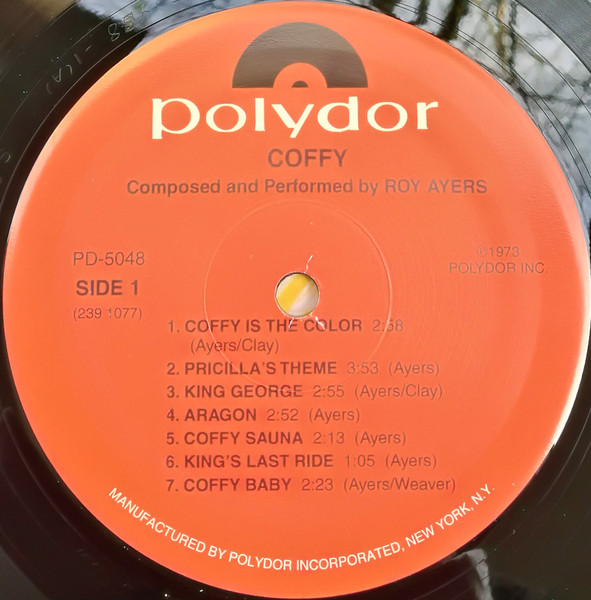 polydor
COFFY
Composed and Performed by ROY AYERS
PD-5048
SIDE 1
(239 1077)
℗1973
POLYDOR INC.
1. COFFY IS THE COLOR 2:58
(Ayers/Clay)
2. PRICILLA'S THEME 3:53 (Ayers)
3. KING GEORGE 2:55 (Ayers/Clay)
4. ARAGON 2:52 (Ayers)
5. COFFY SAUNA 2:13 (Ayers)
6. KING'S LAST RIDE 1:05 (Ayers)
7. COFFY BABY 2:23 (Ayers/Weaver)
MANUFACTURED BY POLYDOR INCORPORATED, NEW YORK, N.Y.